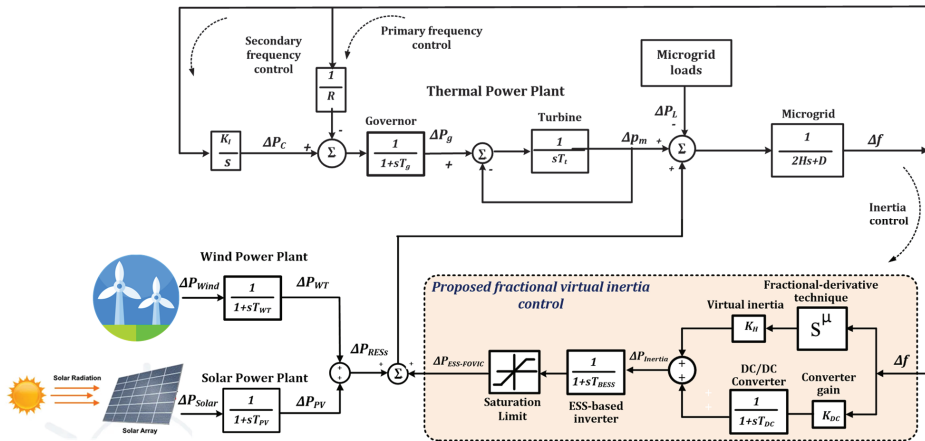 Secondary
frequency
control
Primary frequency
control
Microgrid
loads
1
R
Thermal Power Plant
ΔP_L
-
Microgrid
Governor
Turbine
K_I
s
ΔP_C
+
-
Σ
1
1+sT_g
ΔP_g
+
Σ
-
1
sT_t
Δp_m
+
Σ
+
1
2Hs+D
Δf
Inertia
control
Wind Power Plant
ΔP_Wind
1
1+sT_WT
ΔP_WT
Solar Radiation
Solar Array
Solar Power Plant
ΔP_Solar
1
1+sT_PV
ΔP_PV
+
+
ΔP_RESs
+
Σ
+
Proposed fractional virtual inertia
control
Fractional-derivative
technique
Virtual inertia
K_H
S^μ
ΔP_ESS-FOVIC
Saturation
Limit
1
1+sT_BESS
ESS-based
inverter
ΔP_Inertia
+
+
DC/DC
Converter
1
1+sT_DC
Converter
gain
K_DC
Δf